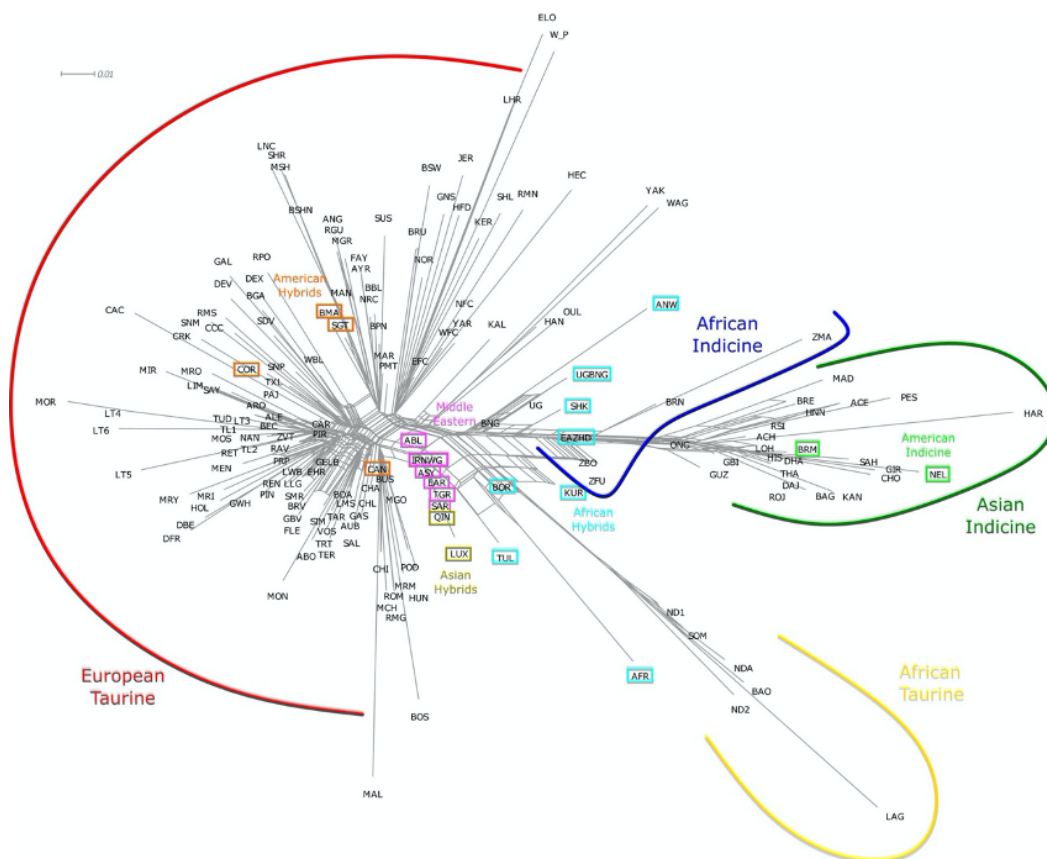 ELO
W_P
0.01
LHR
LNC
SHR
MSH
JER
BSW
HEC
YAK
WAG
BSHN
ANG
RGU
MGR
SUS
GNS
HFD
SHL
RMN
KER
BRU
NOR
GAL
RPO
DEV
DEX
BGA
FAY
AYR
BBL
NRC
MAN
American
Hybrids
BMA
SGT
BPN
NFC
YAR
WFC
KAL
HAN
OUL
ANW
CAC
RMS
SNM
CCC
GRK
SDV
WBL
MAR
PMT
EFC
African
Indicine
ZMA
MIR
MRO
COR
SNP
TXL
LIM
SAY
PAJ
UGBNG
MAD
BRE
HNN
ACE
PES
HAR
MOR
LT4
LT6
LT5
ARO
TUD
LT3
ALE
TL1
BEC
MOS
NAN
ZVT
RET
TL2
RAV
MEN
PRP
CAR
PIR
Middle
Eastern
ABL
BNG
UG
SHK
BRN
EAZHD
ONG
RSI
ACH
LOH
HIS
BRM
American
Indicine
GBI
DHA
SAH
GIR
NEL
GUZ
THA
CHO
DAJ
ROJ
BAG
KAN
Asian
Indicine
GELB
LWB
EHR
REN
LLG
PIN
SMR
BRV
GWH
GBV
FLE
MRY
MRI
HOL
DBE
DFR
CAN
BUS
IRNWG
ASY
EAR
TGR
SAR
QIN
CHA
MGO
BDA
LMS
CHL
SIM
TAR
GAS
VOS
AUB
TRT
ABO
TER
SAL
ZBO
ZFU
BOR
KUR
African
Hybrids
LUX
TUL
Asian
Hybrids
MON
CHI
POD
MRM
ROM
HUN
MCH
RMG
ND1
SOM
European
Taurine
AFR
NDA
BAO
ND2
African
Taurine
BOS
MAL
LAG